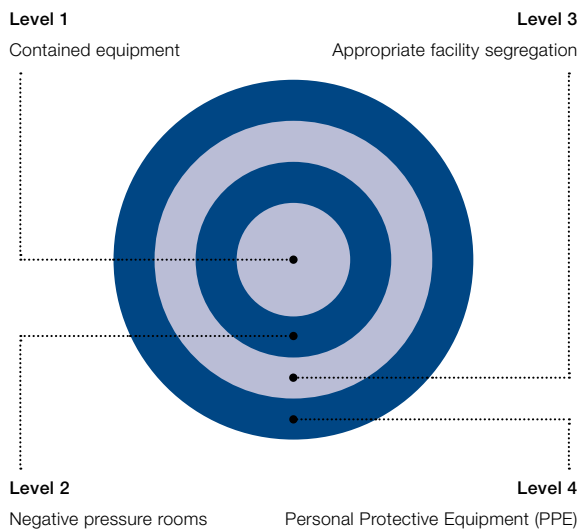 Level 1
Contained equipment
Level 3
Appropriate facility segregation
Level 2
Negative pressure rooms
Level 4
Personal Protective Equipment (PPE)